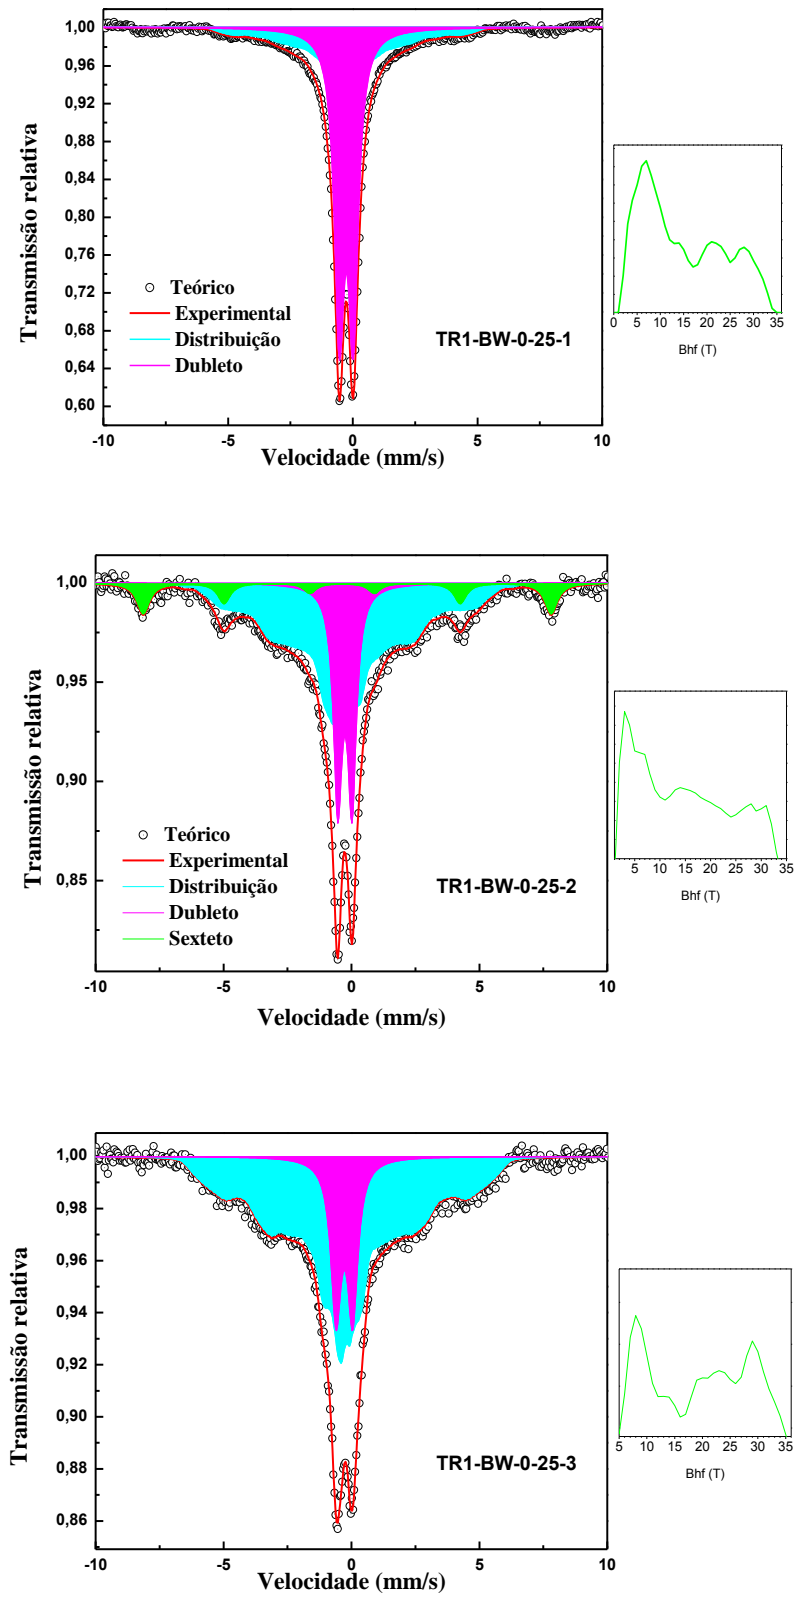 1,00
0,96
0,92
0,88
0,84
0,80
0,76
0,72
0,68
0,64
0,60
Transmissão relativa
Teórico
Experimental
Distribuição
Dubleto
TR1-BW-0-25-1
-10 -5 0 5 10
Velocidade (mm/s)
0 5 10 15 20 25 30 35
Bhf (T)
1,00
0,95
0,90
0,85
Transmissão relativa
Teórico
Experimental
Distribuição
Dubleto
Sexteto
TR1-BW-0-25-2
-10 -5 0 5 10
Velocidade (mm/s)
5 10 15 20 25 30 35
Bhf (T)
1,00
0,98
0,96
0,94
0,92
0,90
0,88
0,86
Transmissão relativa
TR1-BW-0-25-3
-10 -5 0 5 10
Velocidade (mm/s)
5 10 15 20 25 30 35
Bhf (T)